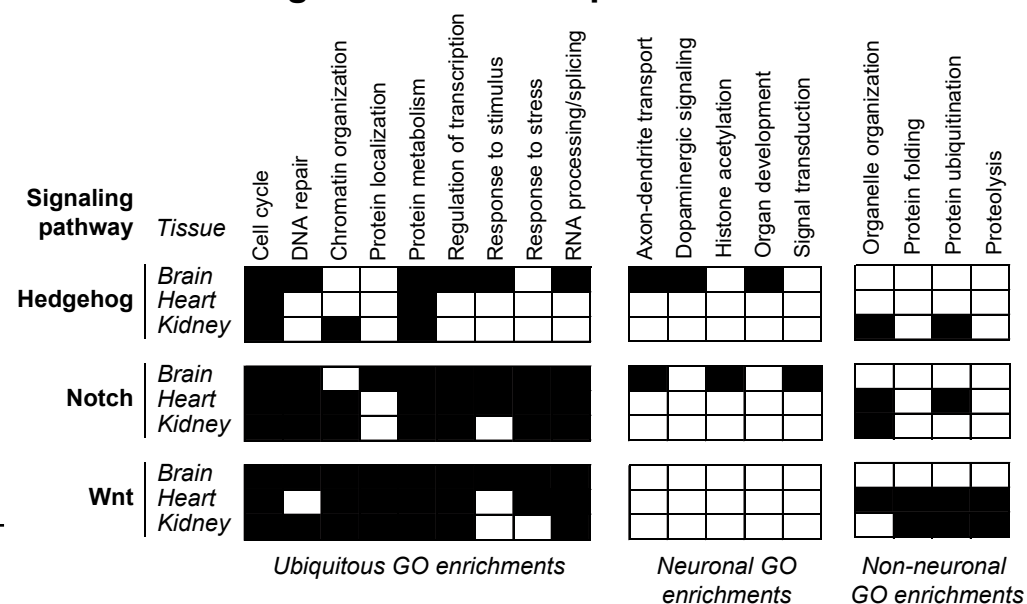 Cell cycle
DNA repair
Chromatin organization
Protein localization
Protein metabolism
Regulation of transcription
Response to stimulus
Response to stress
RNA processing/splicing
Axon-dendrite transport
Dopaminergic signaling
Histone acetylation
Organ development
Signal transduction
Organelle organization
Protein folding
Protein ubiquitination
Proteolysis
Signaling
pathway
Tissue
Hedgehog
Brain
Heart
Kidney
Notch
Brain
Heart
Kidney
Wnt
Brain
Heart
Kidney
Ubiquitous GO enrichments
Neuronal GO
enrichments
Non-neuronal
GO enrichments